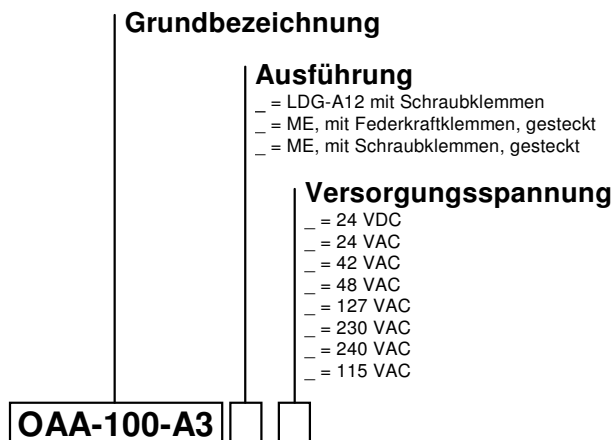 Grundbezeichnung
Ausführung
_ = LDG-A12 mit Schraubklemmen
_ = ME, mit Federkraftklemmen, gesteckt
_ = ME, mit Schraubklemmen, gesteckt
Versorgungsspannung
_ = 24 VDC
_ = 24 VAC
_ = 42 VAC
_ = 48 VAC
_ = 127 VAC
_ = 230 VAC
_ = 240 VAC
_ = 115 VAC
OAA-100-A3